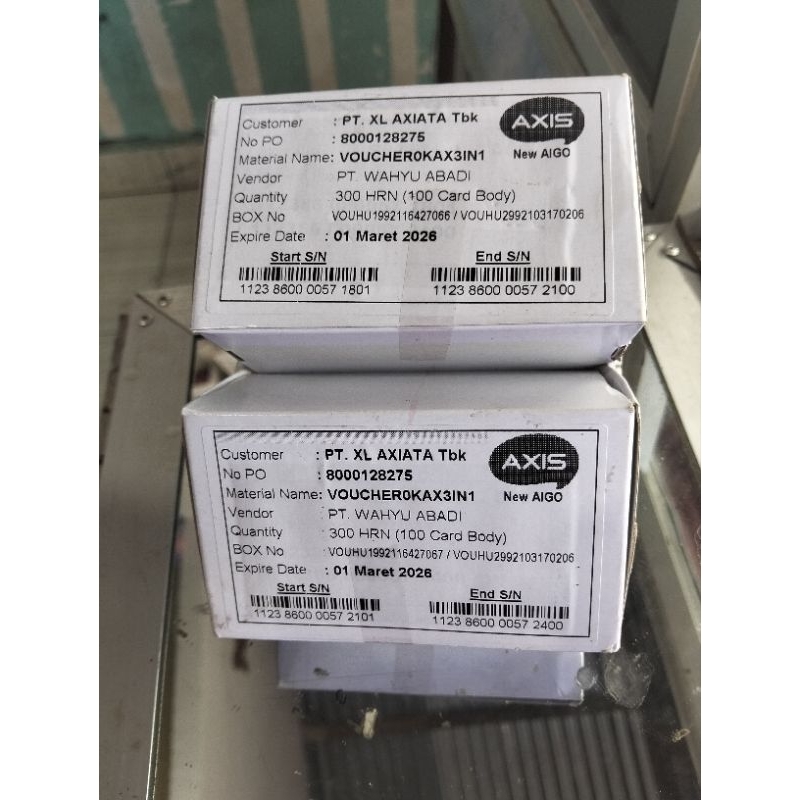 Customer : PT. XL AXIATA Tbk
AXIS
No PO : 8000128275
New AIGO
Material Name: VOUCHER0KAX3IN1
Vendor PT. WAHYU ABADI
Quantity : 300 HRN (100 Card Body)
BOX No VOUHU1992116427066 / VOUHU2992103170206
Expire Date : 01 Maret 2026
Start S/N End S/N
1123 8600 0057 1801 1123 8600 0057 2100
Customer : PT. XL AXIATA Tbk
AXIS
No PO : 8000128275
New AIGO
Material Name: VOUCHER0KAX3IN1
Vendor : PT. WAHYU ABADI
Quantity : 300 HRN (100 Card Body)
BOX No : VOUHU1992116427067 / VOUHU2992103170206
Expire Date : 01 Maret 2026
Start S/N End S/N
1123 8600 0057 2101 1123 8600 0057 2400